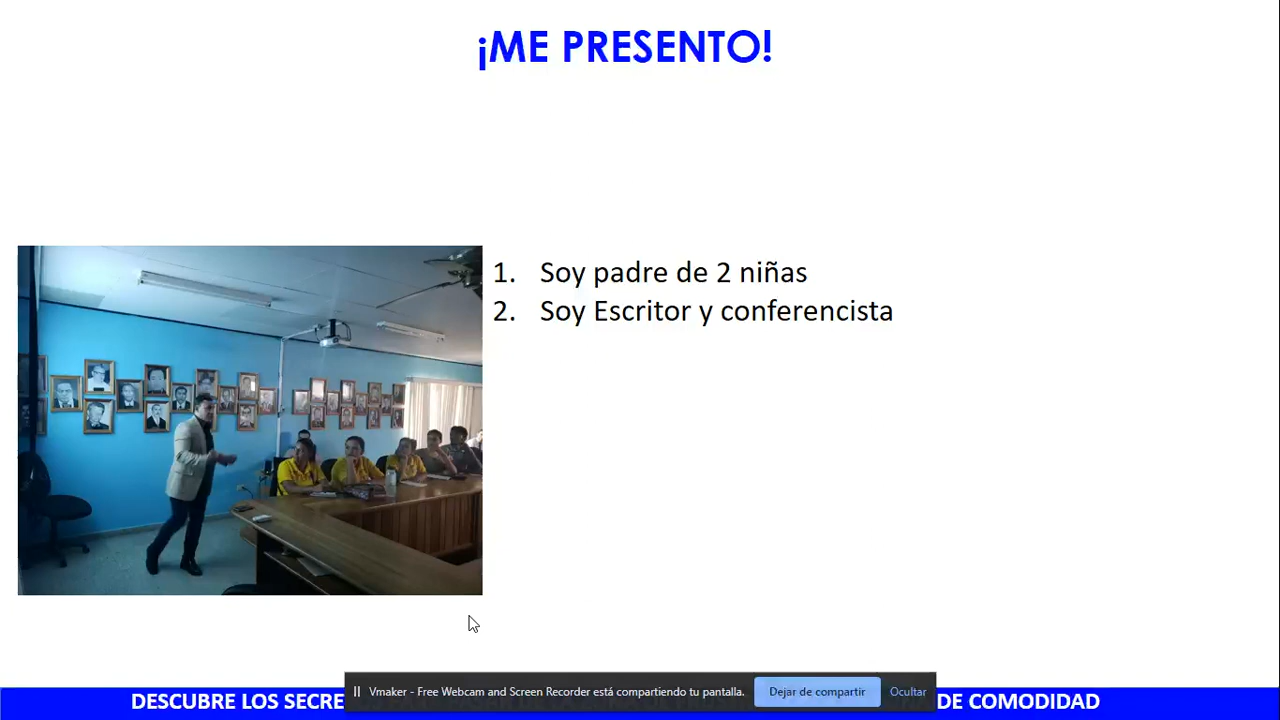 ¡ME PRESENTO!
1. Soy padre de 2 niñas
2. Soy Escritor y conferencista
Vmaker - Free Webcam and Screen Recorder está compartiendo tu pantalla. Dejar de compartir Ocultar
DESCUBRE LOS SECRE DE COMODIDAD